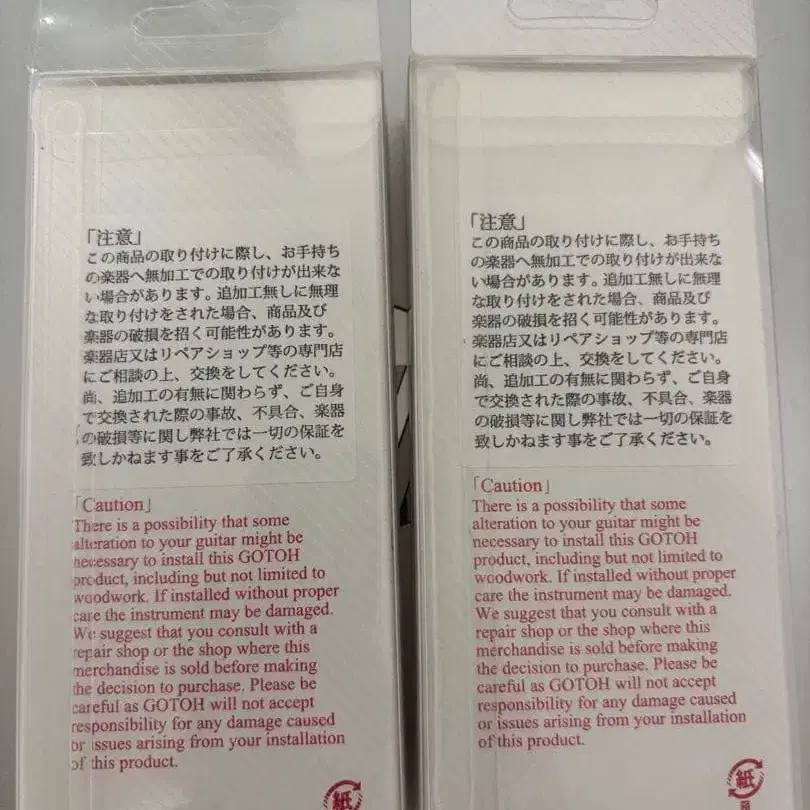 「注意」
この商品の取り付けに際し、お手持ち
の楽器へ無加工での取り付けが出来な
い場合があります。追加工無しに無理
な取り付けをされた場合、商品及び
楽器の破損を招く可能性があります。
楽器店又はリペアショップ等の専門店
にご相談の上、交換をしてください。
尚、追加工の有無に関わらず、ご自身
で交換された際の事故、不具合、楽器
の破損等に関し弊社では一切の保証を
致しかねます事をご了承ください。
「Caution」
There is a possibility that some
alteration to your guitar might be
necessary to install this GOTOH
product, including but not limited to
woodwork. If installed without proper
care the instrument may be damaged.
We suggest that you consult with a
repair shop or the shop where this
merchandise is sold before making
the decision to purchase. Please be
careful as GOTOH will not accept
responsibility for any damage caused
or issues arising from your installation
of this product.
紙
「注意」
この商品の取り付けに際し、お手持ち
の楽器へ無加工での取り付けが出来な
い場合があります。追加工無しに無理
な取り付けをされた場合、商品及び
楽器の破損を招く可能性があります。
楽器店又はリペアショップ等の専門店
にご相談の上、交換をしてください。
尚、追加工の有無に関わらず、ご自身
で交換された際の事故、不具合、楽器
の破損等に関し弊社では一切の保証を
致しかねます事をご了承ください。
「Caution」
There is a possibility that some
alteration to your guitar might be
necessary to install this GOTOH
product, including but not limited to
woodwork. If installed without proper
care the instrument may be damaged.
We suggest that you consult with a
repair shop or the shop where this
merchandise is sold before making
the decision to purchase. Please be
careful as GOTOH will not accept
responsibility for any damage caused
or issues arising from your installation
of this product.
紙